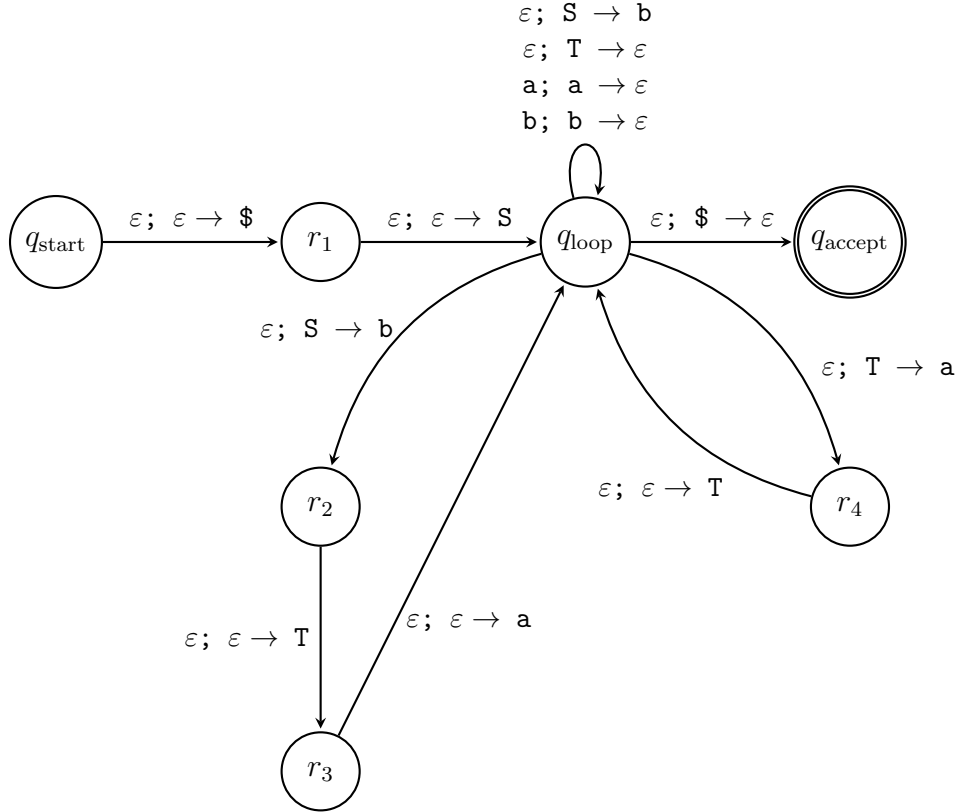 ε; S → b
ε; T → ε
a; a → ε
b; b → ε
q_start
ε; ε → $
r_1
ε; ε → S
q_loop
ε; $ → ε
q_accept
ε; S → b
ε; T → a
r_2
ε; ε → T
r_4
ε; ε → T
ε; ε → a
r_3